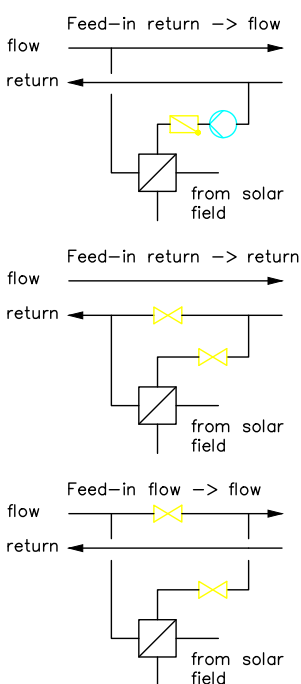 Feed-in return -> flow
flow
return
from solar
field
Feed-in return -> return
flow
return
from solar
field
Feed-in flow -> flow
flow
return
from solar
field